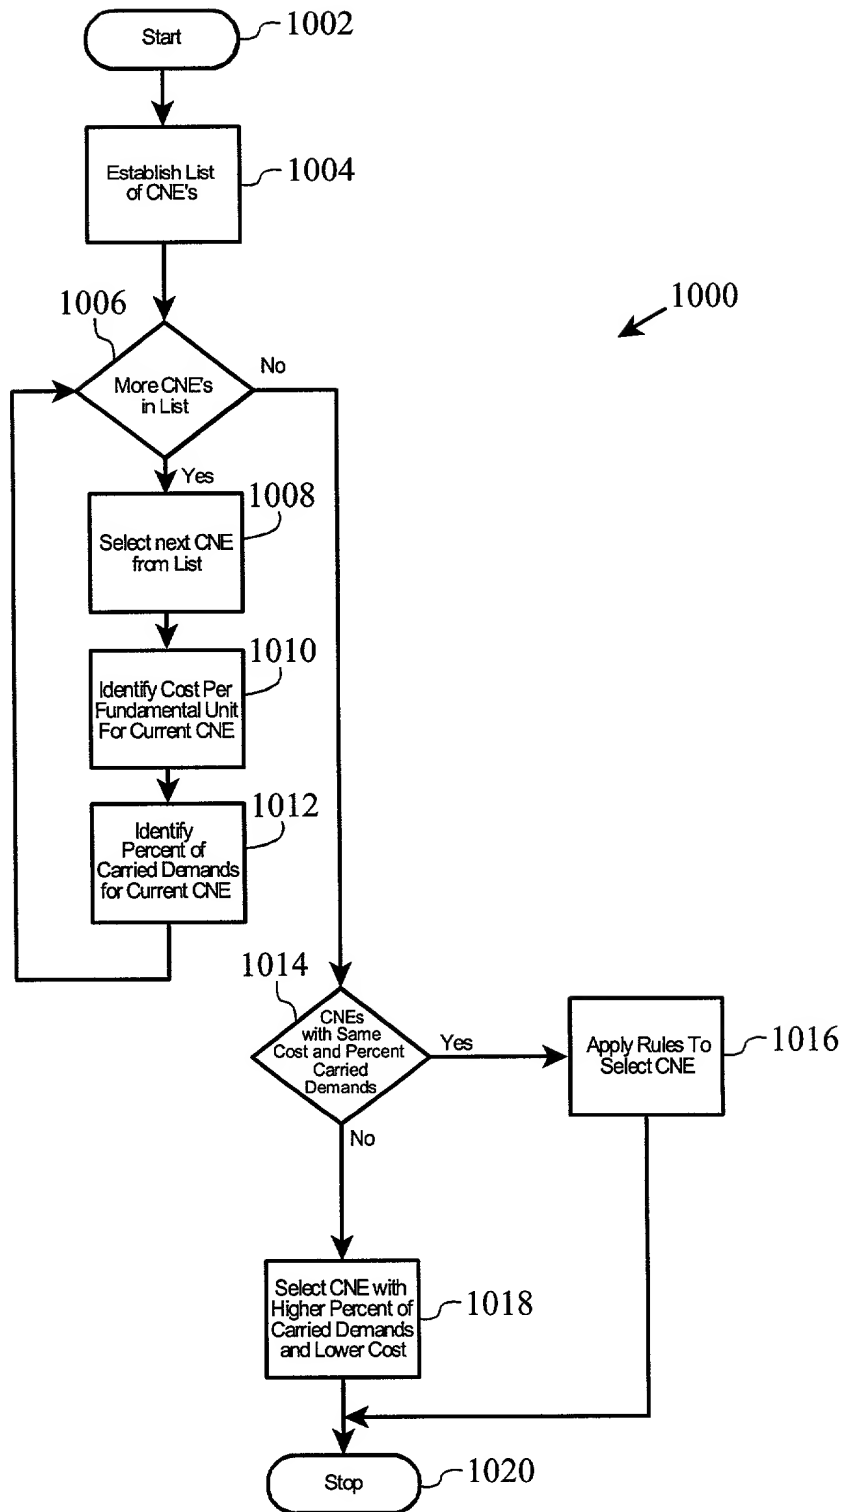 Start
1002
Establish List
of CNE's
1004
1000
1006
More CNE's
in List
No
Yes
1008
Select next CNE
from List
1010
Identify Cost Per
Fundamental Unit
For Current CNE
1012
Identify
Percent of
Carried Demands
for Current CNE
1014
CNEs
with Same
Cost and Percent
Carried
Demands
Yes
Apply Rules To
Select CNE
1016
No
Select CNE with
Higher Percent of
Carried Demands
and Lower Cost
1018
Stop
1020